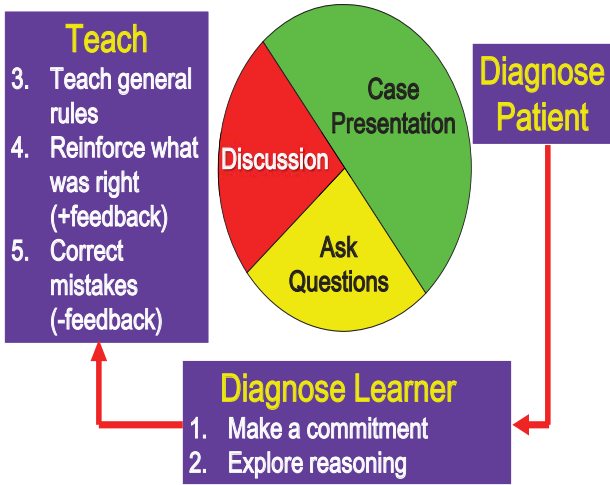 Teach
3. Teach general
rules
4. Reinforce what
was right
(+feedback)
5. Correct
mistakes
(-feedback)
Case
Presentation
Discussion
Ask
Questions
Diagnose
Patient
Diagnose Learner
1. Make a commitment
2. Explore reasoning